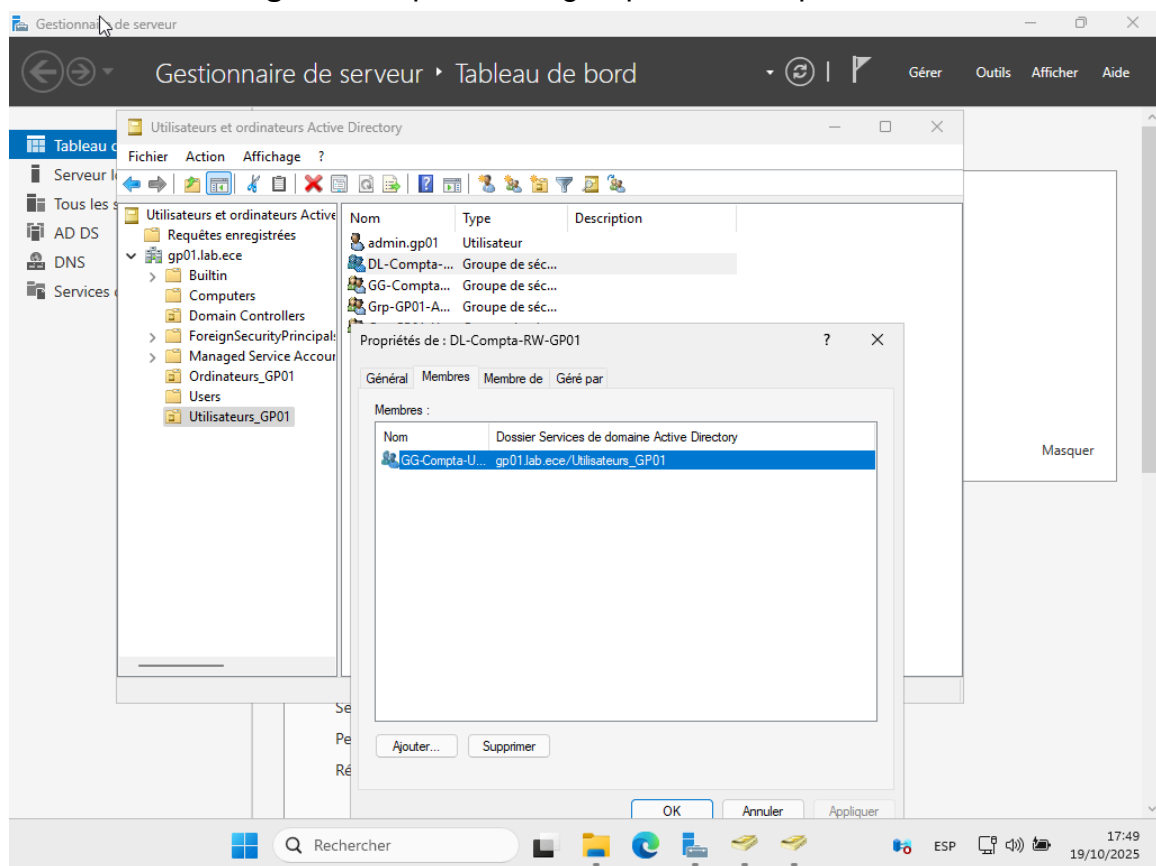 Gestionnaire de serveur
Gestionnaire de serveur • Tableau de bord
Gérer Outils Afficher Aide
Utilisateurs et ordinateurs Active Directory
Fichier Action Affichage ?
Tableau d
Serveur l
Tous les s
AD DS
DNS
Services
Utilisateurs et ordinateurs Active
Requêtes enregistrées
gp01.lab.ece
Builtin
Computers
Domain Controllers
ForeignSecurityPrincipals
Managed Service Accour
Ordinateurs_GP01
Users
Utilisateurs_GP01
Nom Type Description
admin.gp01 Utilisateur
DL-Compta-... Groupe de séc...
GG-Compta... Groupe de séc...
Grp-GP01-A... Groupe de séc...
Propriétés de : DL-Compta-RW-GP01 ?
Général Membres Membre de Géré par
Membres :
Nom Dossier Services de domaine Active Directory
GG-Compta-U... gp01.lab.ece/Utilisateurs_GP01
Masquer
Se
Pe
Ré
Ajouter... Supprimer
OK Annuler Appliquer
Rechercher
ESP
17:49
19/10/2025